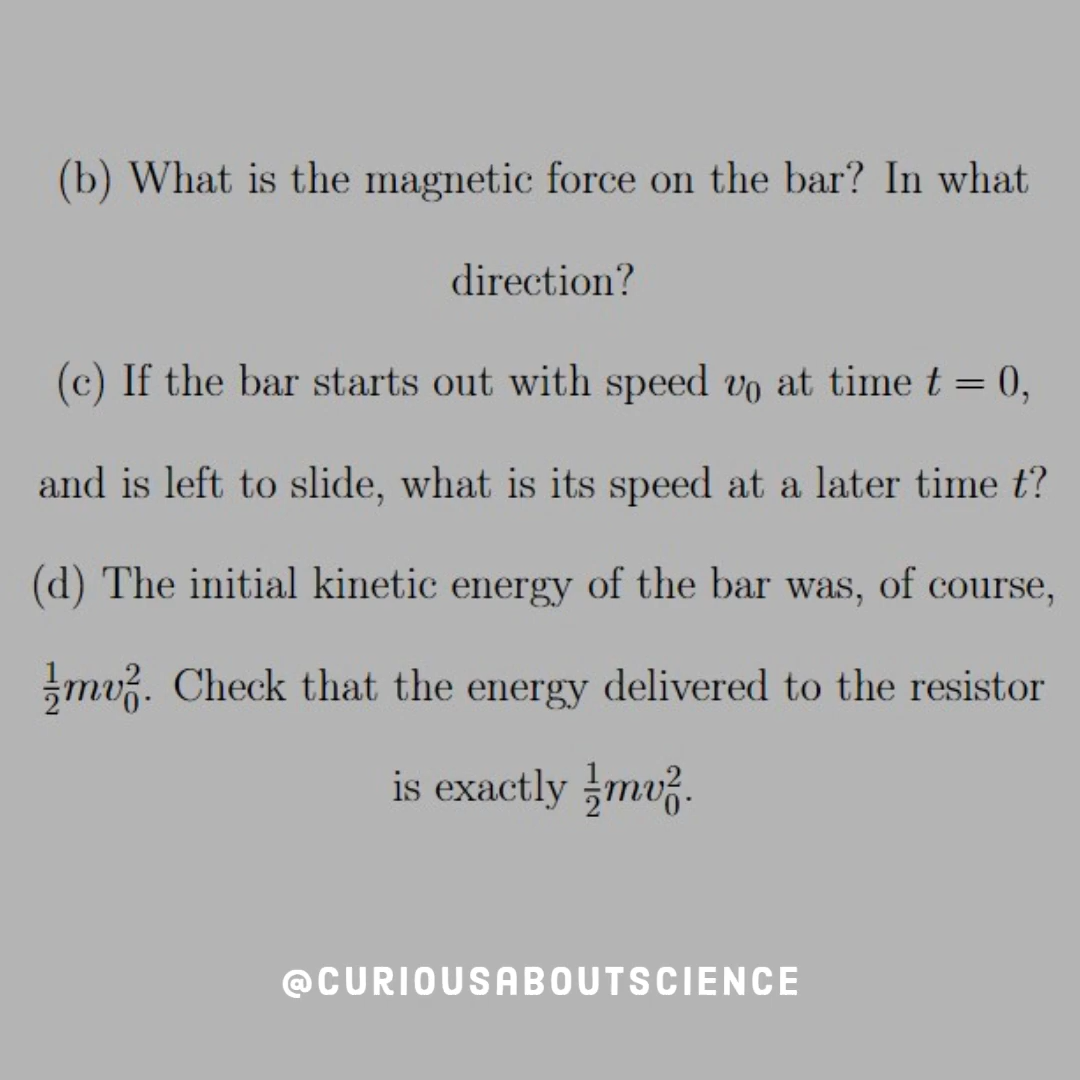 (b) What is the magnetic force on the bar? In what
direction?
(c) If the bar starts out with speed v₀ at time t = 0,
and is left to slide, what is its speed at a later time t?
(d) The initial kinetic energy of the bar was, of course,
½mv₀². Check that the energy delivered to the resistor
is exactly ½mv₀².
@CURIOUSABOUTSCIENCE